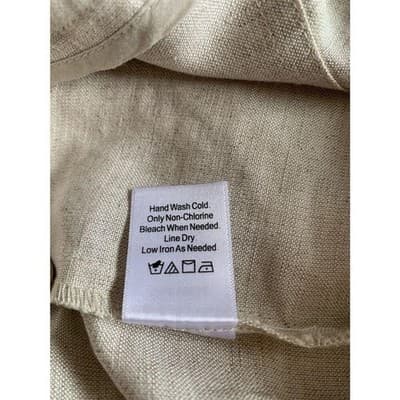 Hand Wash Cold.
Only Non-Chlorine
Bleach When Needed.
Line Dry.
Low Iron As Needed.